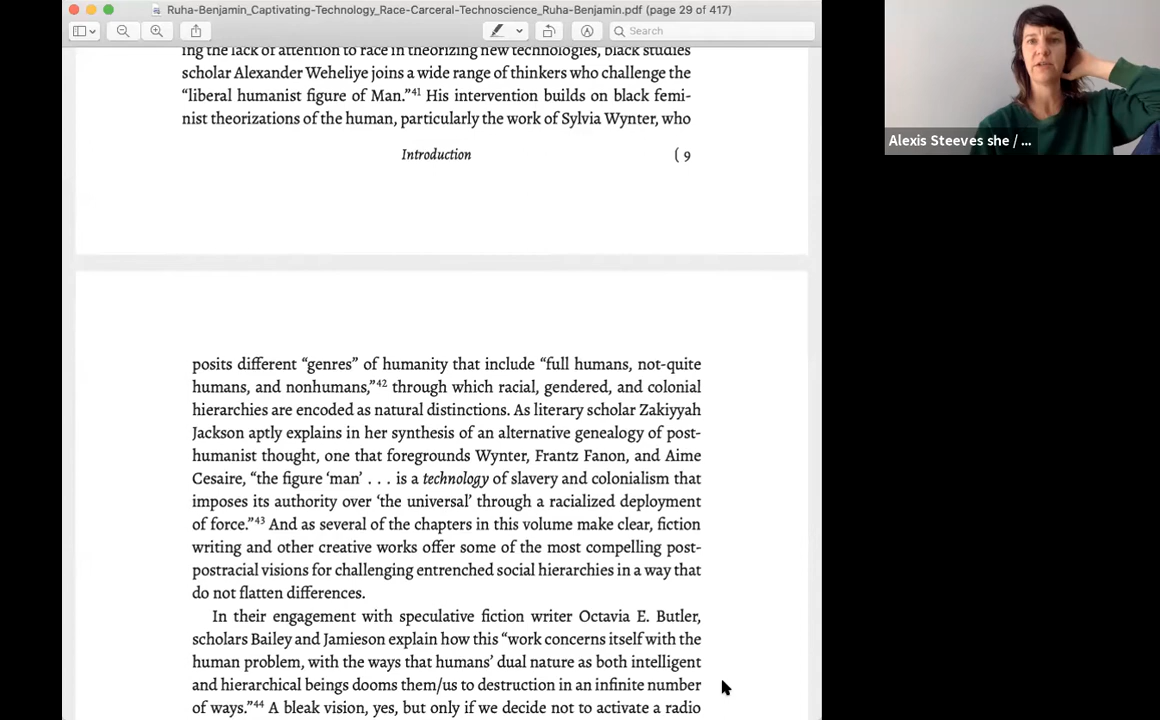 Ruha-Benjamin_Captivating-Technology_Race-Carceral-Technoscience_Ruha-Benjamin.pdf (page 29 of 417)
Search
ing the lack of attention to race in theorizing new technologies, black studies
scholar Alexander Weheliye joins a wide range of thinkers who challenge the
“liberal humanist figure of Man.”41 His intervention builds on black femi-
nist theorizations of the human, particularly the work of Sylvia Wynter, who
Introduction ( 9
posits different “genres” of humanity that include “full humans, not-quite
humans, and nonhumans,”42 through which racial, gendered, and colonial
hierarchies are encoded as natural distinctions. As literary scholar Zakiyyah
Jackson aptly explains in her synthesis of an alternative genealogy of post-
humanist thought, one that foregrounds Wynter, Frantz Fanon, and Aime
Cesaire, “the figure ‘man’ . . . is a technology of slavery and colonialism that
imposes its authority over ‘the universal’ through a racialized deployment
of force.”43 And as several of the chapters in this volume make clear, fiction
writing and other creative works offer some of the most compelling post-
postracial visions for challenging entrenched social hierarchies in a way that
do not flatten differences.
In their engagement with speculative fiction writer Octavia E. Butler,
scholars Bailey and Jamieson explain how this “work concerns itself with the
human problem, with the ways that humans’ dual nature as both intelligent
and hierarchical beings dooms them/us to destruction in an infinite number
of ways.”44 A bleak vision, yes, but only if we decide not to activate a radio
Alexis Steeves she / ...